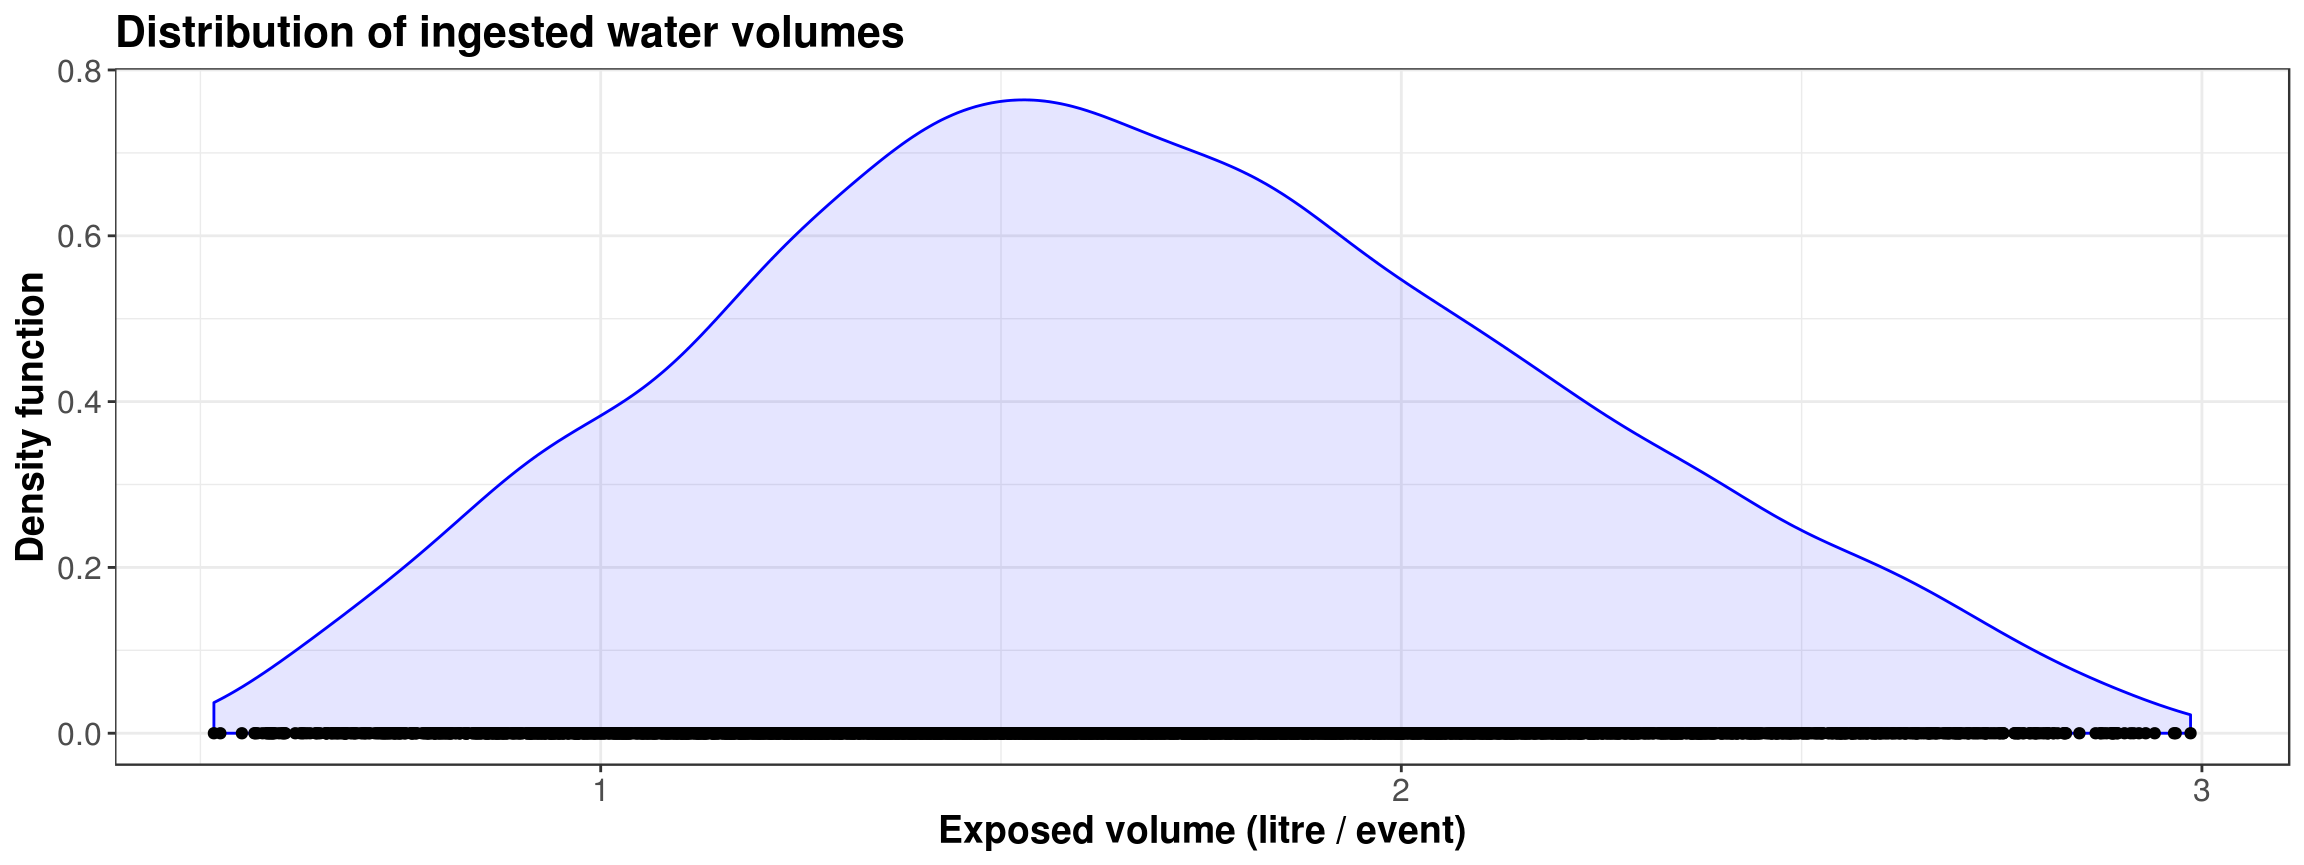 Distribution of ingested water volumes
0.8
0.6
0.4
0.2
0.0
Density function
1 2 3
Exposed volume (litre / event)